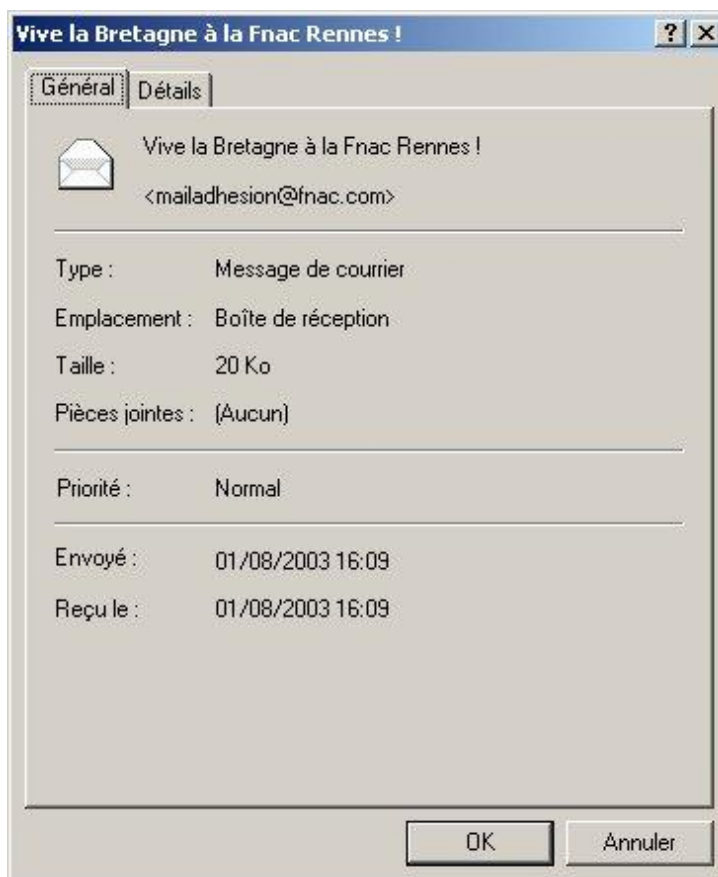 Vive la Bretagne à la Fnac Rennes !
Général Détails
Vive la Bretagne à la Fnac Rennes !
<mailadhesion@fnac.com>
Type : Message de courrier
Emplacement : Boîte de réception
Taille : 20 Ko
Pièces jointes : (Aucun)
Priorité : Normal
Envoyé : 01/08/2003 16:09
Reçu le : 01/08/2003 16:09
OK Annuler